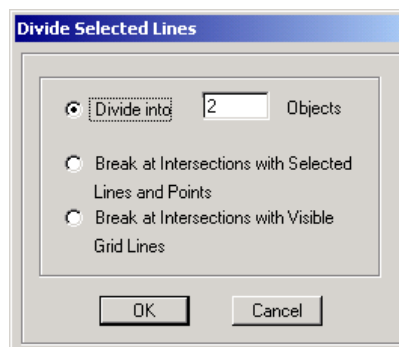 Divide Selected Lines
Divide into 2 Objects
Break at Intersections with Selected
Lines and Points
Break at Intersections with Visible
Grid Lines
OK Cancel